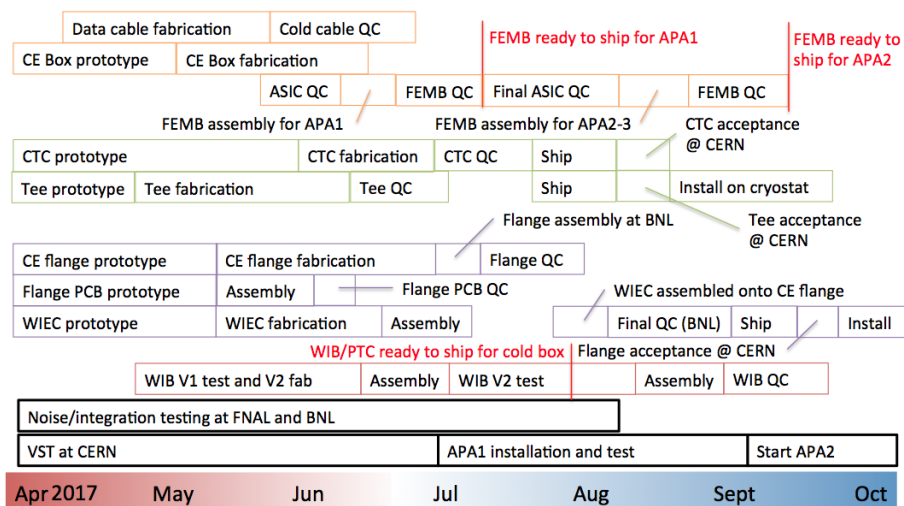 Data cable fabrication Cold cable QC
FEMB ready to ship for APA1
FEMB ready to
ship for APA2
CE Box prototype CE Box fabrication
ASIC QC FEMB QC Final ASIC QC FEMB QC
FEMB assembly for APA1 FEMB assembly for APA2-3
CTC acceptance
@ CERN
CTC prototype CTC fabrication CTC QC Ship
Tee prototype Tee fabrication Tee QC Ship Install on cryostat
Flange assembly at BNL
Tee acceptance
@ CERN
CE flange prototype CE flange fabrication Flange QC
Flange PCB prototype Assembly Flange PCB QC WIEC assembled onto CE flange
WIEC prototype WIEC fabrication Assembly Final QC (BNL) Ship Install
WIB/PTC ready to ship for cold box Flange acceptance @ CERN
WIB V1 test and V2 fab Assembly WIB V2 test Assembly WIB QC
Noise/integration testing at FNAL and BNL
VST at CERN APA1 installation and test Start APA2
Apr 2017 May Jun Jul Aug Sept Oct